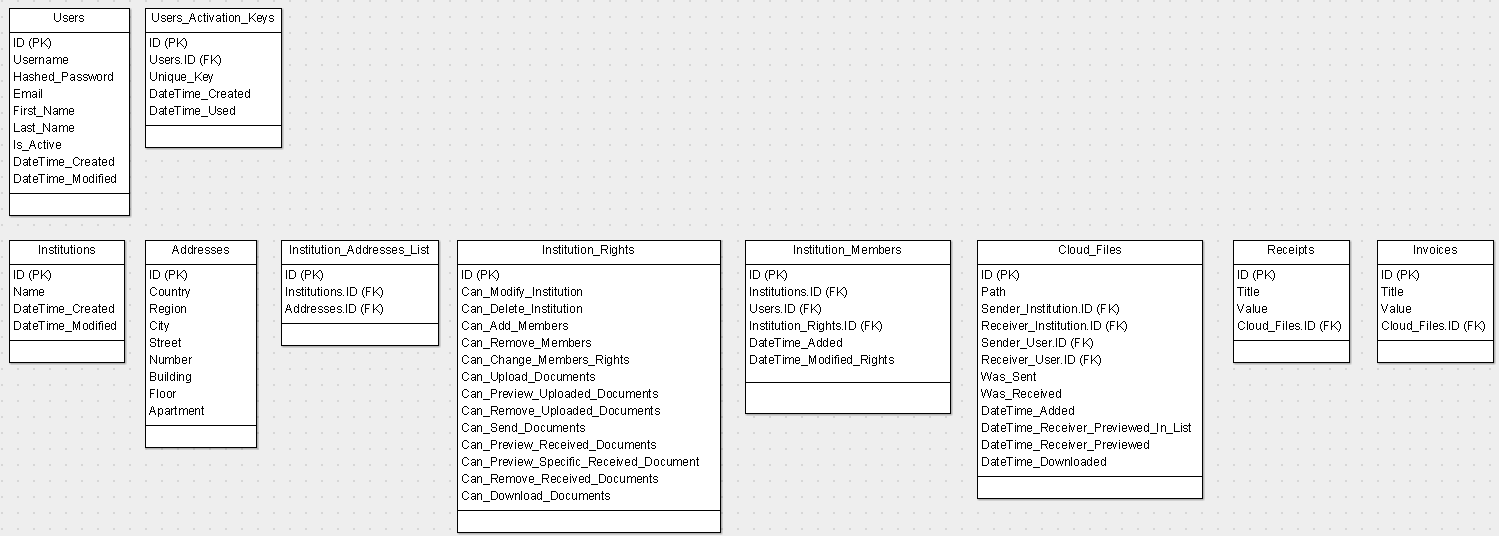 Users
ID (PK)
Username
Hashed_Password
Email
First_Name
Last_Name
Is_Active
DateTime_Created
DateTime_Modified
Users_Activation_Keys
ID (PK)
Users.ID (FK)
Unique_Key
DateTime_Created
DateTime_Used
Institutions
ID (PK)
Name
DateTime_Created
DateTime_Modified
Addresses
ID (PK)
Country
Region
City
Street
Number
Building
Floor
Apartment
Institution_Addresses_List
ID (PK)
Institutions.ID (FK)
Addresses.ID (FK)
Institution_Rights
ID (PK)
Can_Modify_Institution
Can_Delete_Institution
Can_Add_Members
Can_Remove_Members
Can_Change_Members_Rights
Can_Upload_Documents
Can_Preview_Uploaded_Documents
Can_Remove_Uploaded_Documents
Can_Send_Documents
Can_Preview_Received_Documents
Can_Preview_Specific_Received_Document
Can_Remove_Received_Documents
Can_Download_Documents
Institution_Members
ID (PK)
Institutions.ID (FK)
Users.ID (FK)
Institution_Rights.ID (FK)
DateTime_Added
DateTime_Modified_Rights
Cloud_Files
ID (PK)
Path
Sender_Institution.ID (FK)
Receiver_Institution.ID (FK)
Sender_User.ID (FK)
Receiver_User.ID (FK)
Was_Sent
Was_Received
DateTime_Added
DateTime_Receiver_Previewed_In_List
DateTime_Receiver_Previewed
DateTime_Downloaded
Receipts
ID (PK)
Title
Value
Cloud_Files.ID (FK)
Invoices
ID (PK)
Title
Value
Cloud_Files.ID (FK)